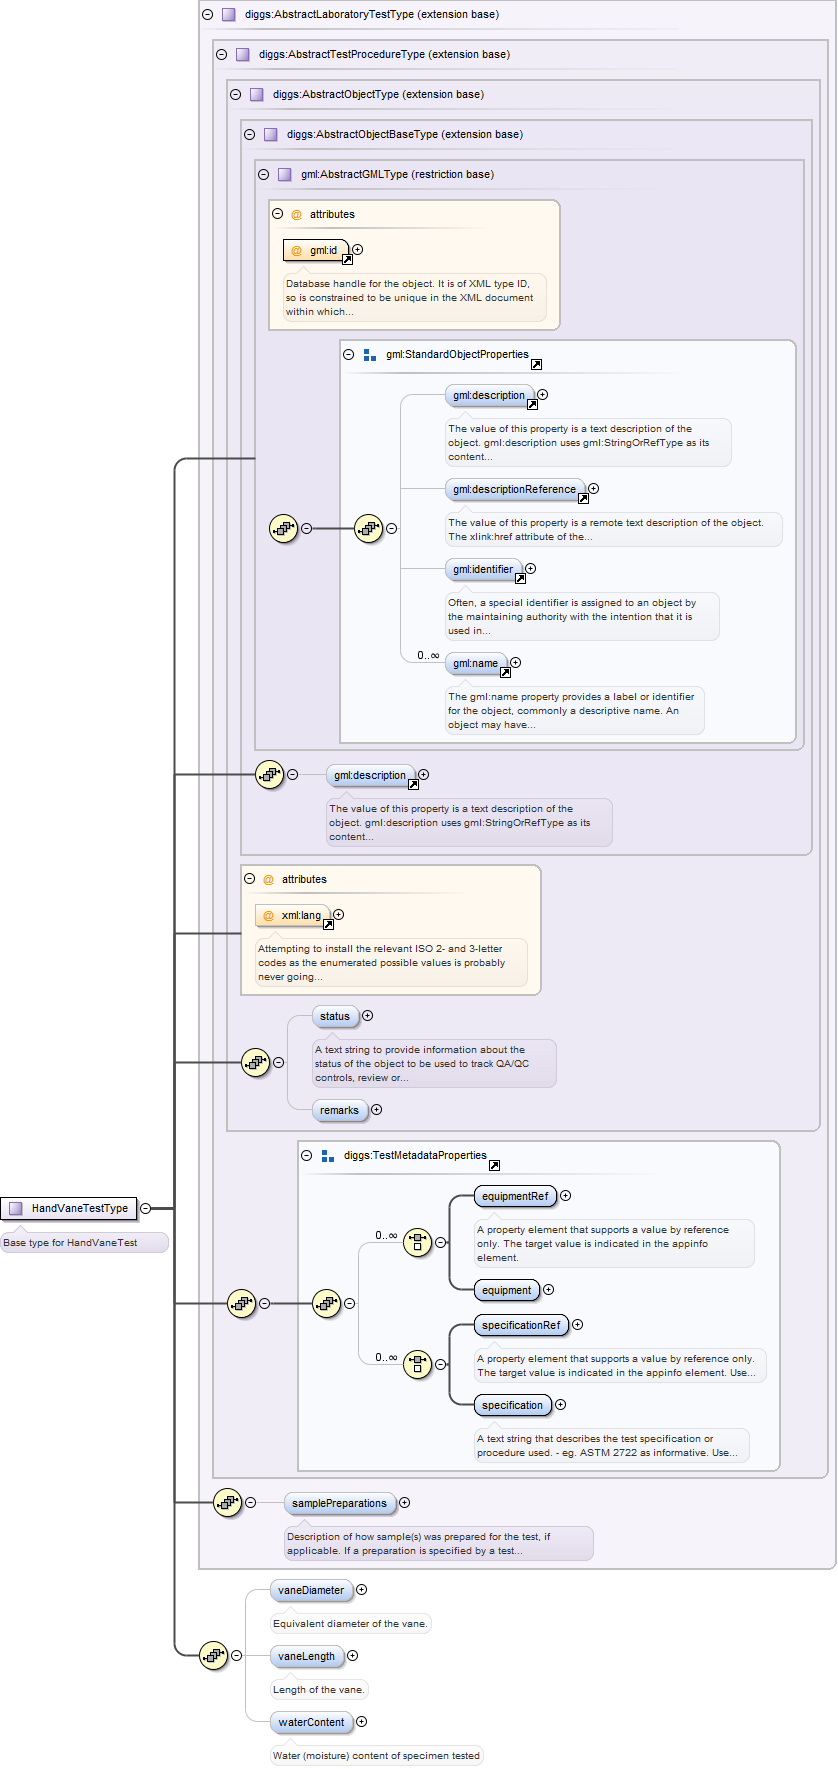 diggs:AbstractLaboratoryTestType (extension base)
diggs:AbstractTestProcedureType (extension base)
diggs:AbstractObjectType (extension base)
diggs:AbstractObjectBaseType (extension base)
gml:AbstractGMLType (restriction base)
@ attributes
@ gml:id
Database handle for the object. It is of XML type ID,
so is constrained to be unique in the XML document
within which...
gml:StandardObjectProperties
gml:description
The value of this property is a text description of the
object. gml:description uses gml:StringOrRefType as its
content...
gml:descriptionReference
The value of this property is a remote text description of the object.
The xlink:href attribute of the...
gml:identifier
Often, a special identifier is assigned to an object by
the maintaining authority with the intention that it is
used in...
0..∞
gml:name
The gml:name property provides a label or identifier
for the object, commonly a descriptive name. An
object may have...
gml:description
The value of this property is a text description of the
object. gml:description uses gml:StringOrRefType as its
content...
@ attributes
@ xml:lang
Attempting to install the relevant ISO 2- and 3-letter
codes as the enumerated possible values is probably
never going...
status
A text string to provide information about the
status of the object to be used to track QA/QC
controls, review or...
remarks
diggs:TestMetadataProperties
HandVaneTestType
Base type for HandVaneTest
0..∞
equipmentRef
A property element that supports a value by reference
only. The target value is indicated in the appinfo
element.
equipment
0..∞
specificationRef
A property element that supports a value by reference only.
The target value is indicated in the appinfo element. Use...
specification
A text string that describes the test specification or
procedure used. - eg. ASTM 2722 as informative. Use...
samplePreparations
Description of how sample(s) was prepared for the test, if
applicable. If a preparation is specified by a test...
vaneDiameter
Equivalent diameter of the vane.
vaneLength
Length of the vane.
waterContent
Water (moisture) content of specimen tested